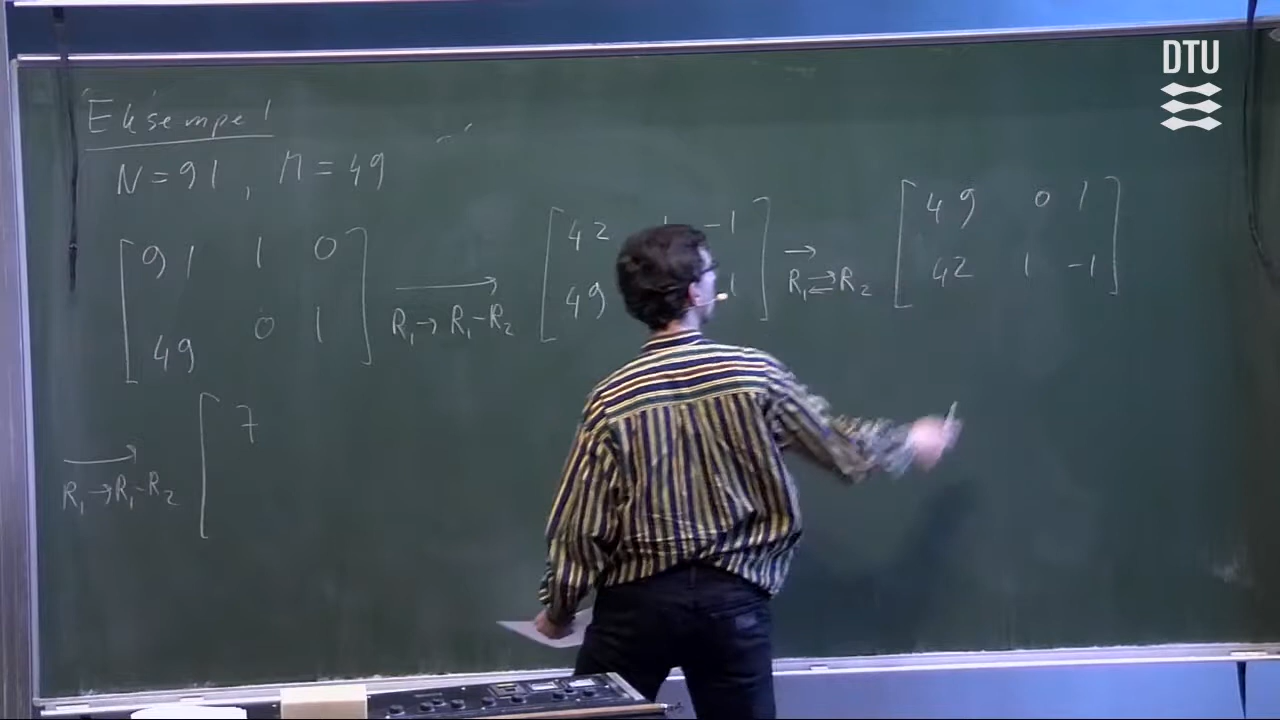 DTU
Eksempel
N = 91, M = 49
[ 91 1 0
49 0 1 ]
R₁ → R₁ - R₂
[ 42 -1
49 1 ]
R₁ ⇄ R₂
[ 49 0 1
42 1 -1 ]
R₁ → R₁ - R₂
[ 7